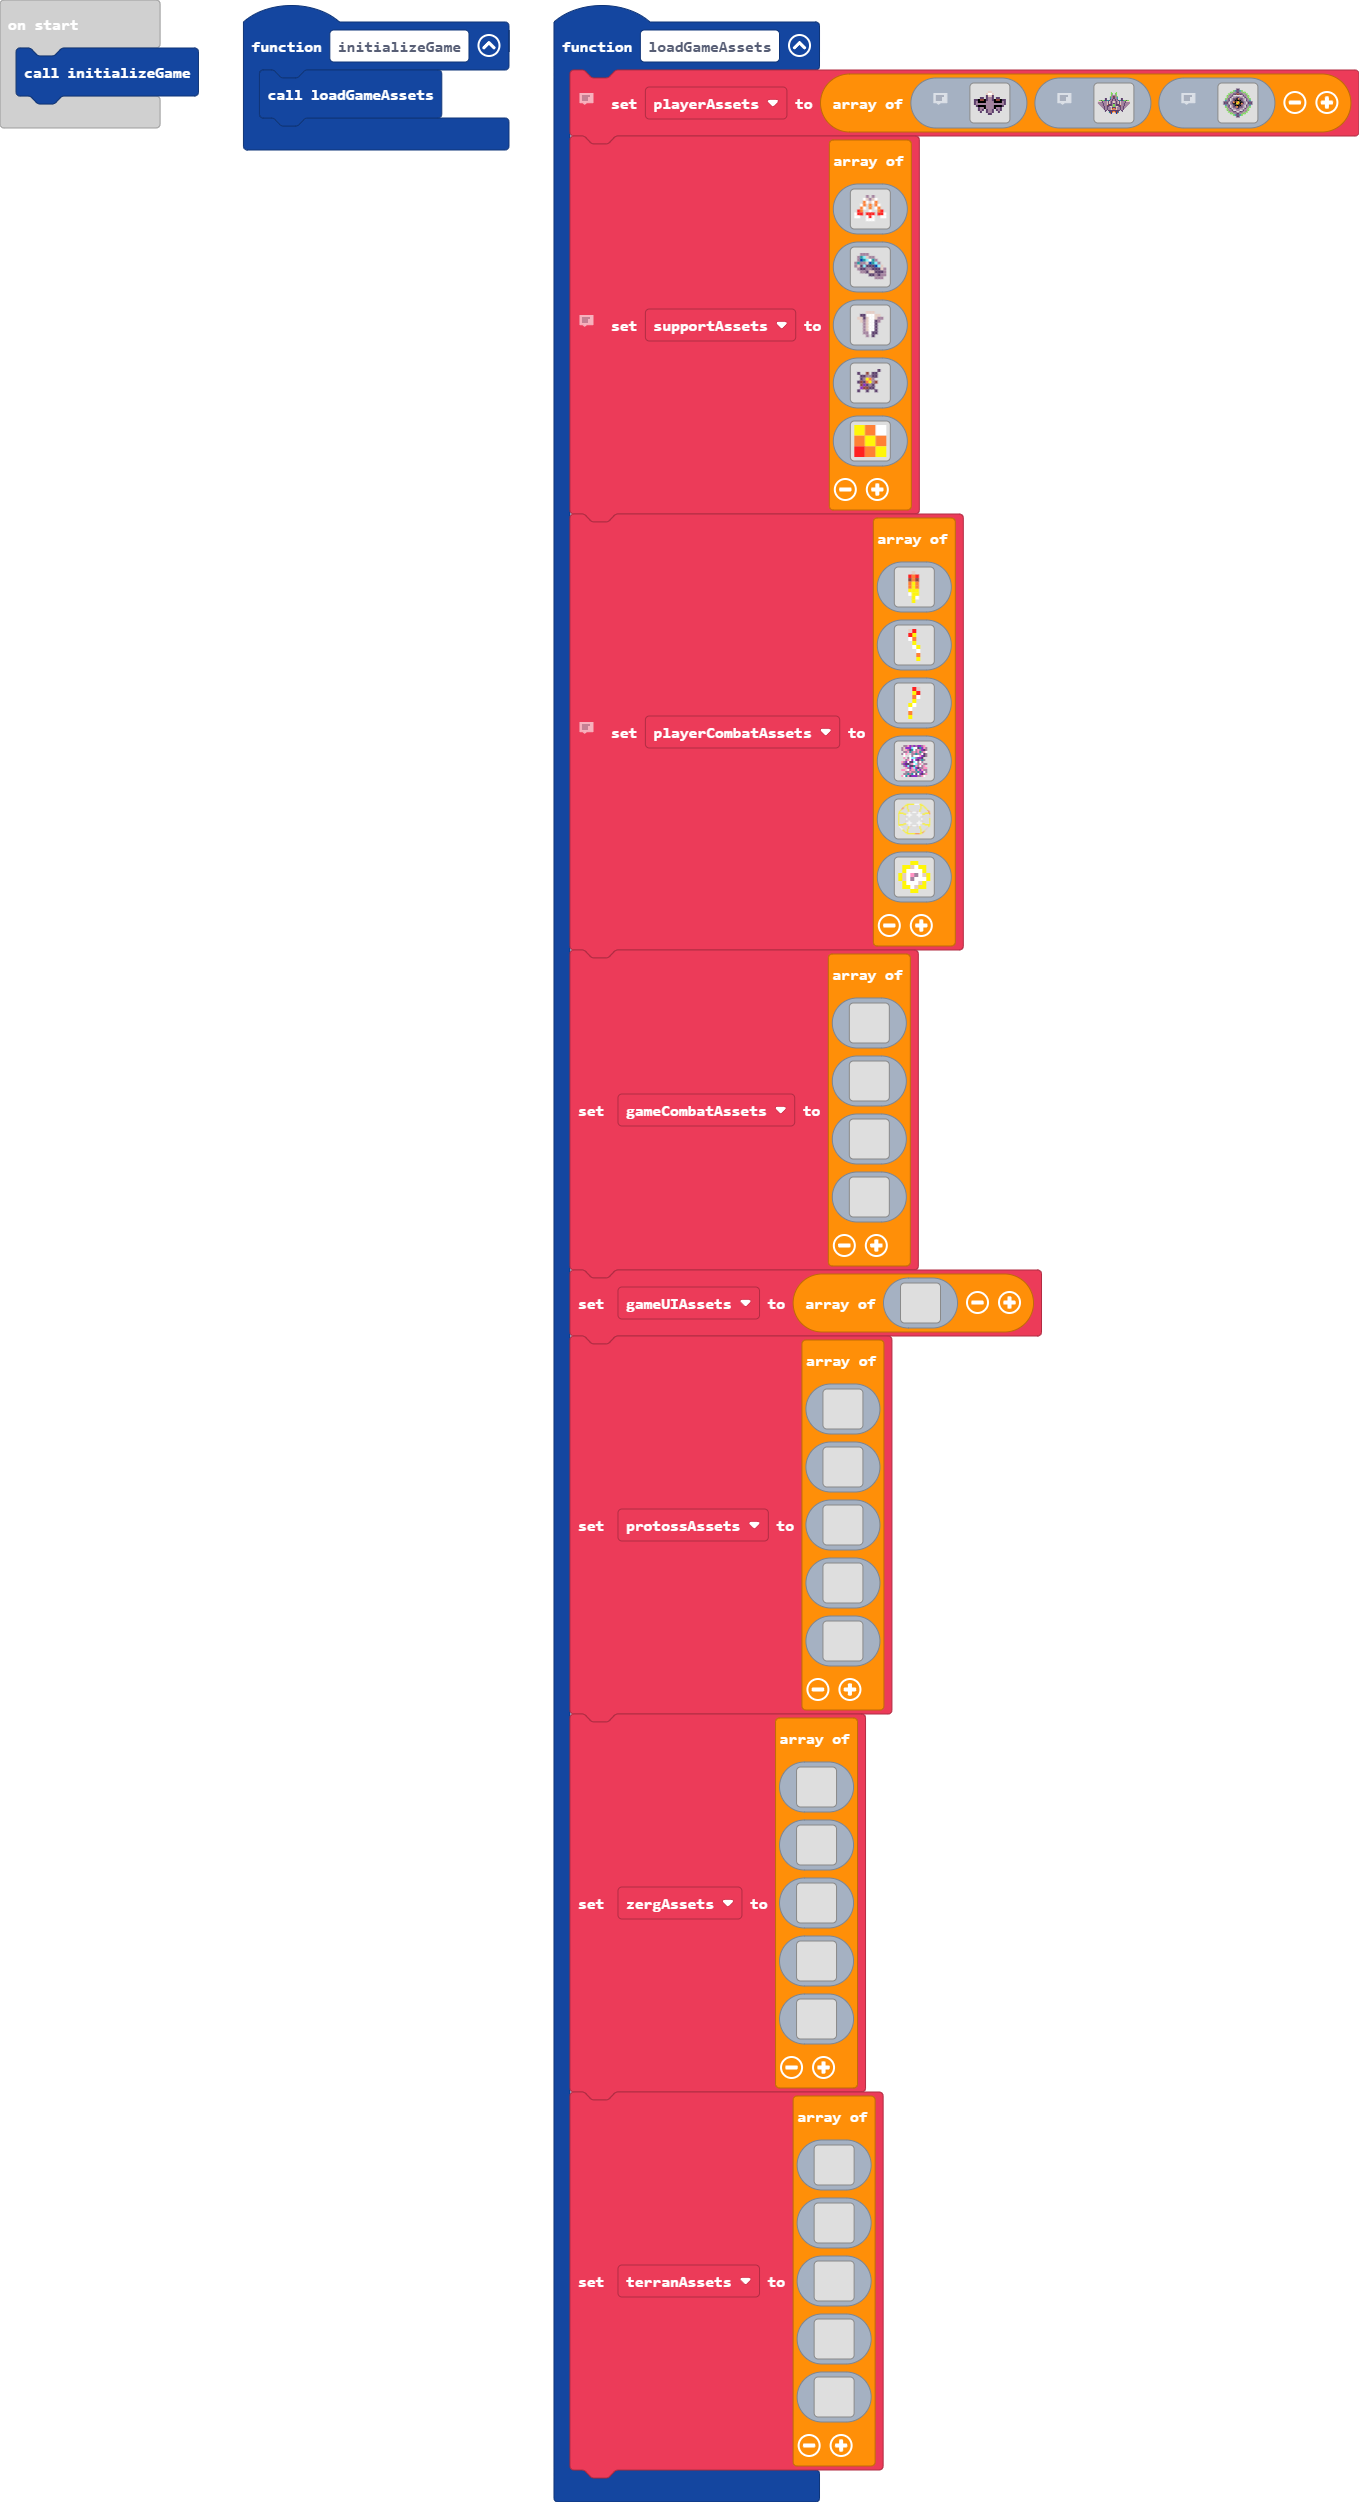 on start
call initializeGame
function initializeGame
call loadGameAssets
function loadGameAssets
set playerAssets to array of
set supportAssets to array of
set playerCombatAssets to array of
set gameCombatAssets to array of
set gameUIAssets to array of
set protossAssets to array of
set zergAssets to array of
set terranAssets to array of